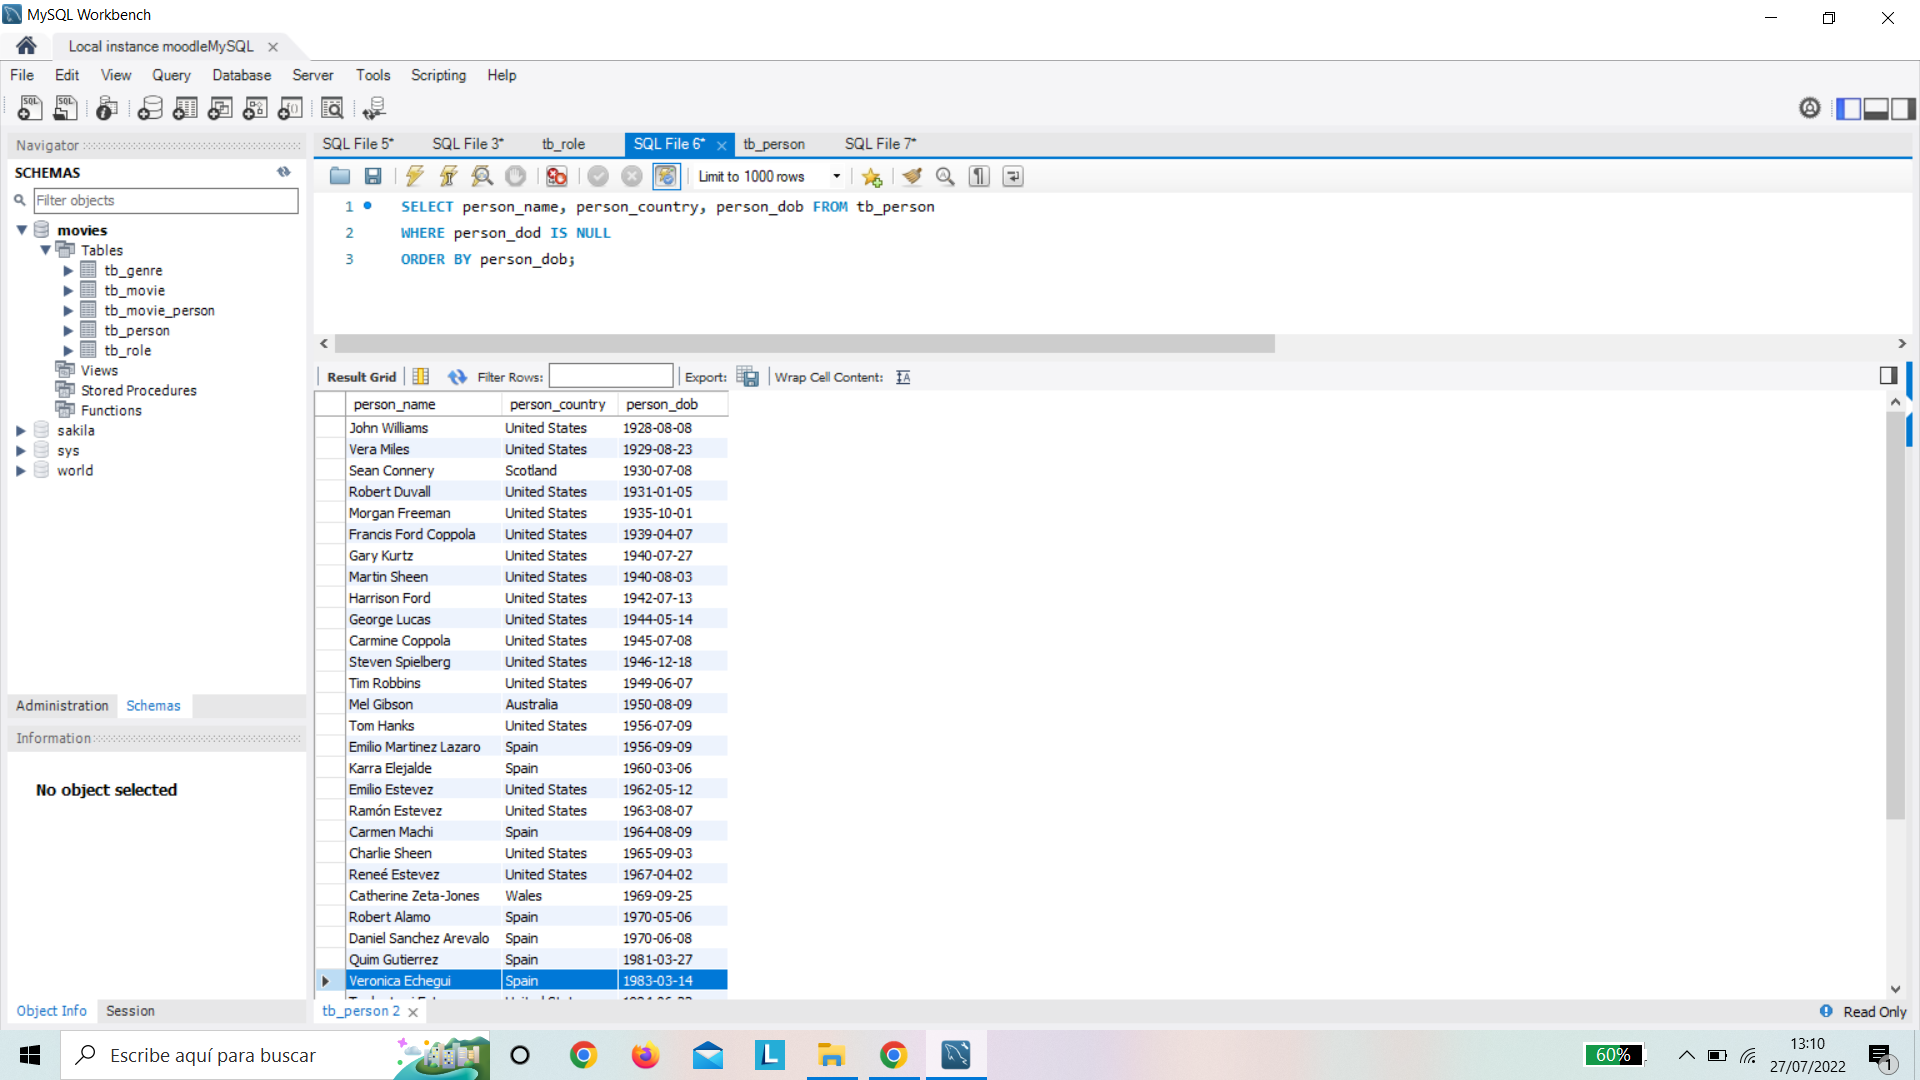 MySQL Workbench
Local instance moodleMySQL
File Edit View Query Database Server Tools Scripting Help
Navigator
SCHEMAS
Filter objects
movies
Tables
tb_genre
tb_movie
tb_movie_person
tb_person
tb_role
Views
Stored Procedures
Functions
sakila
sys
world
Administration Schemas
Information
No object selected
Object Info Session
SQL File 5* SQL File 3* tb_role SQL File 6* tb_person SQL File 7*
Limit to 1000 rows
1 SELECT person_name, person_country, person_dob FROM tb_person
2 WHERE person_dod IS NULL
3 ORDER BY person_dob;
Result Grid Filter Rows: Export: Wrap Cell Content:
person_name person_country person_dob
John Williams United States 1928-08-08
Vera Miles United States 1929-08-23
Sean Connery Scotland 1930-07-08
Robert Duvall United States 1931-01-05
Morgan Freeman United States 1935-10-01
Francis Ford Coppola United States 1939-04-07
Gary Kurtz United States 1940-07-27
Martin Sheen United States 1940-08-03
Harrison Ford United States 1942-07-13
George Lucas United States 1944-05-14
Carmine Coppola United States 1945-07-08
Steven Spielberg United States 1946-12-18
Tim Robbins United States 1949-06-07
Mel Gibson Australia 1950-08-09
Tom Hanks United States 1956-07-09
Emilio Martinez Lazaro Spain 1956-09-09
Karra Elejalde Spain 1960-03-06
Emilio Estevez United States 1962-05-12
Ramón Estevez United States 1963-08-07
Carmen Machi Spain 1964-08-09
Charlie Sheen United States 1965-09-03
Reneé Estevez United States 1967-04-02
Catherine Zeta-Jones Wales 1969-09-25
Robert Alamo Spain 1970-05-06
Daniel Sanchez Arevalo Spain 1970-06-08
Quim Gutierrez Spain 1981-03-27
Veronica Echegui Spain 1983-03-14
tb_person 2
Read Only
Escribe aquí para buscar
60%
13:10
27/07/2022
1